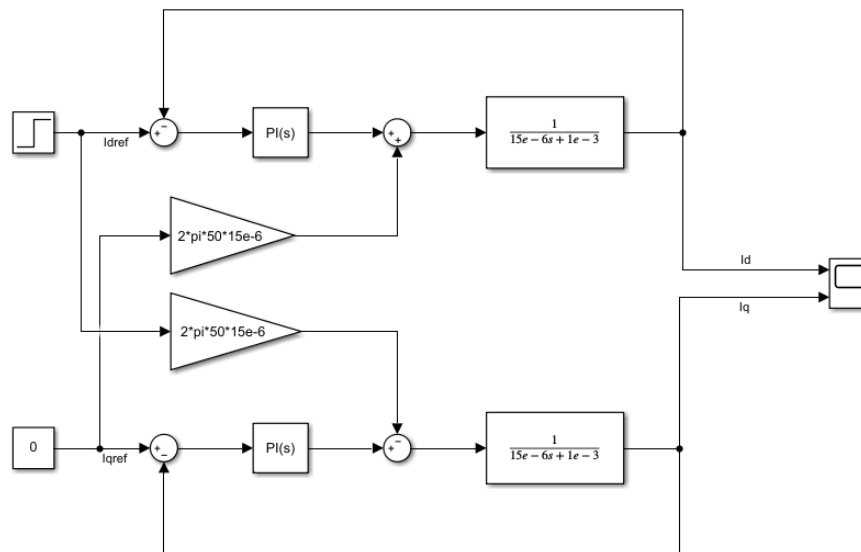 Idref
PI(s)
1
15e − 6s + 1e − 3
2*pi*50*15e-6
Id
Iq
2*pi*50*15e-6
0
Iqref
PI(s)
1
15e − 6s + 1e − 3